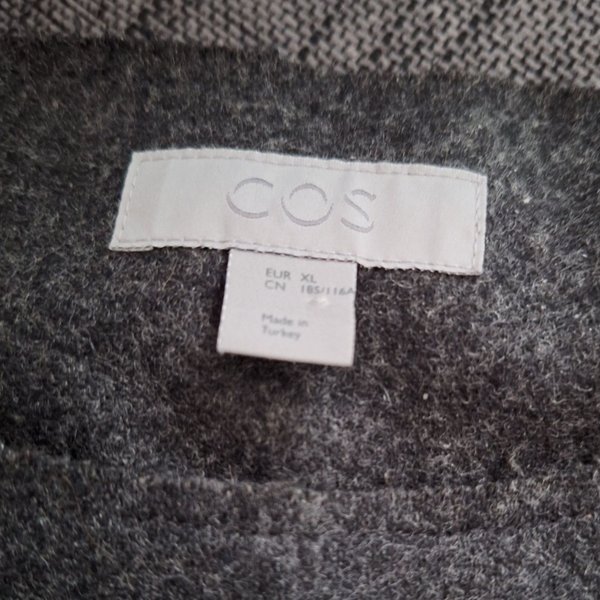 COS
EUR XL
CN 185/116A
Made in
Turkey